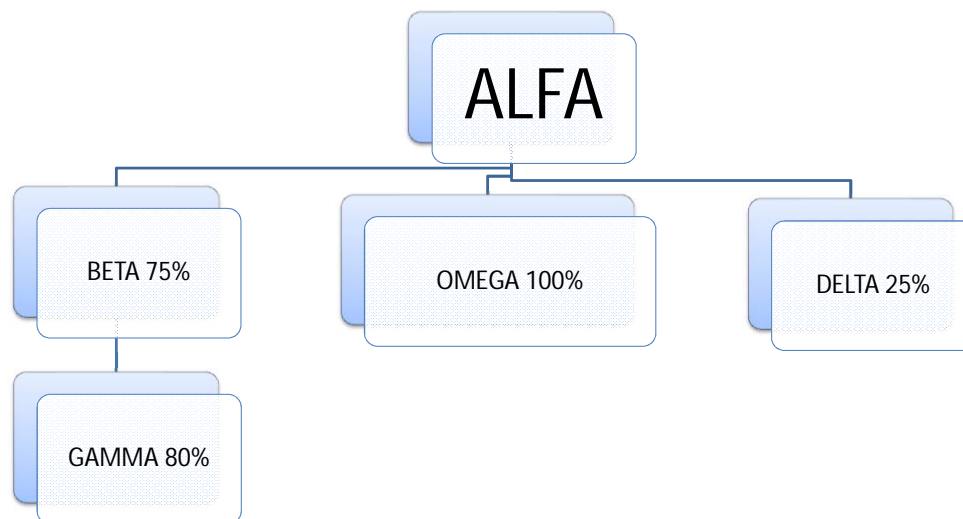 ALFA
BETA 75%
OMEGA 100%
DELTA 25%
GAMMA 80%